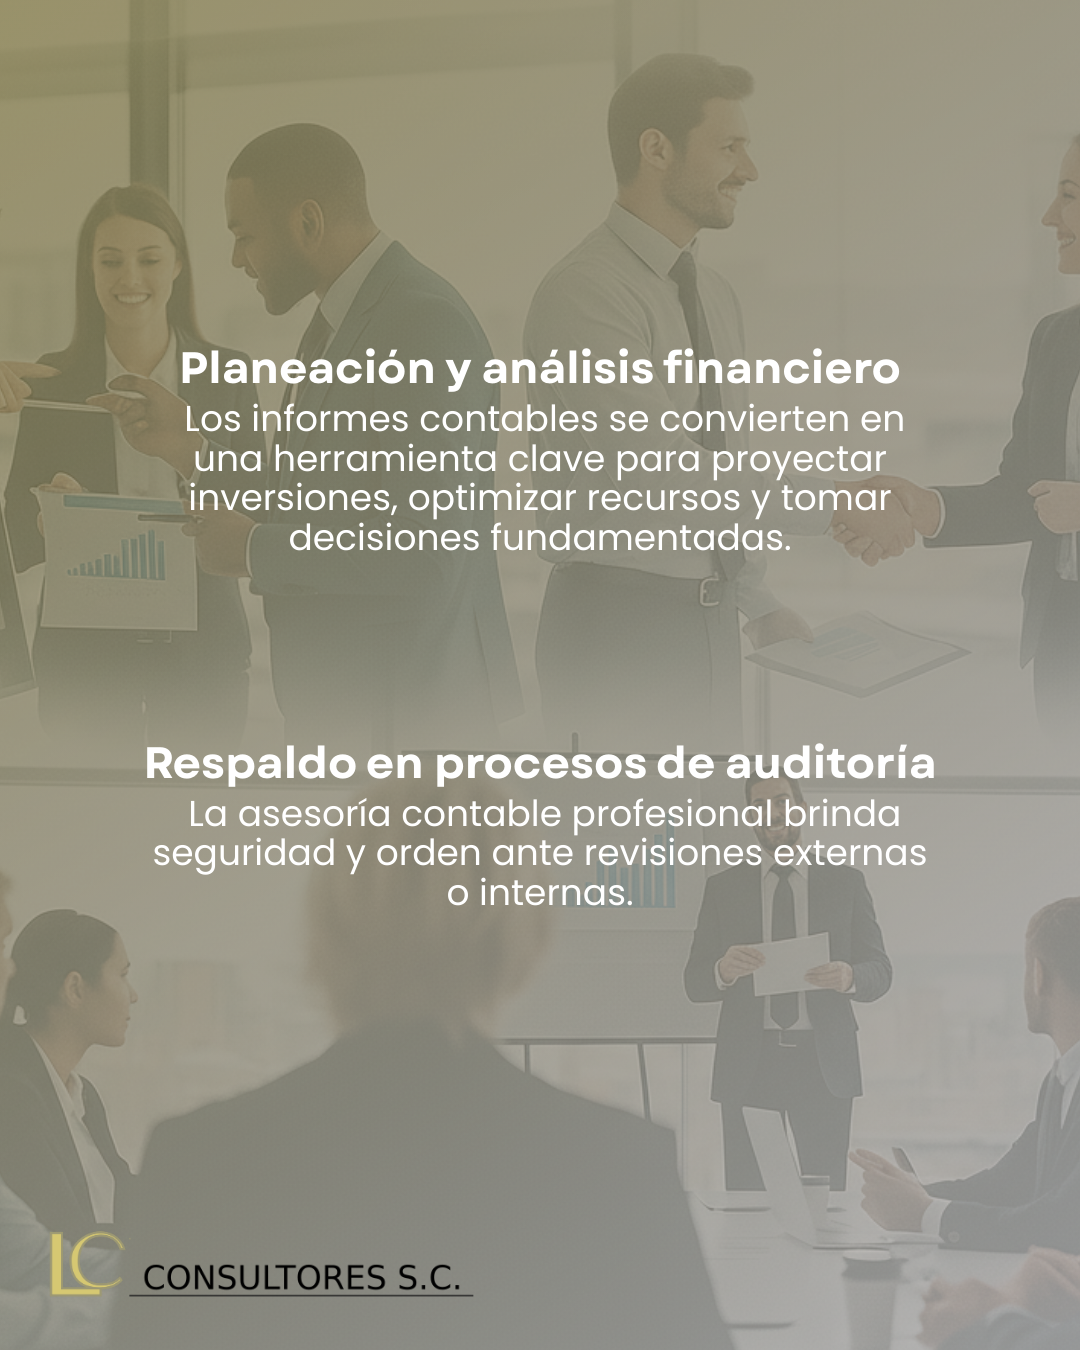 Planeación y análisis financiero
Los informes contables se convierten en
una herramienta clave para proyectar
inversiones, optimizar recursos y tomar
decisiones fundamentadas.
Respaldo en procesos de auditoría
La asesoría contable profesional brinda
seguridad y orden ante revisiones externas
o internas.
LC CONSULTORES S.C.